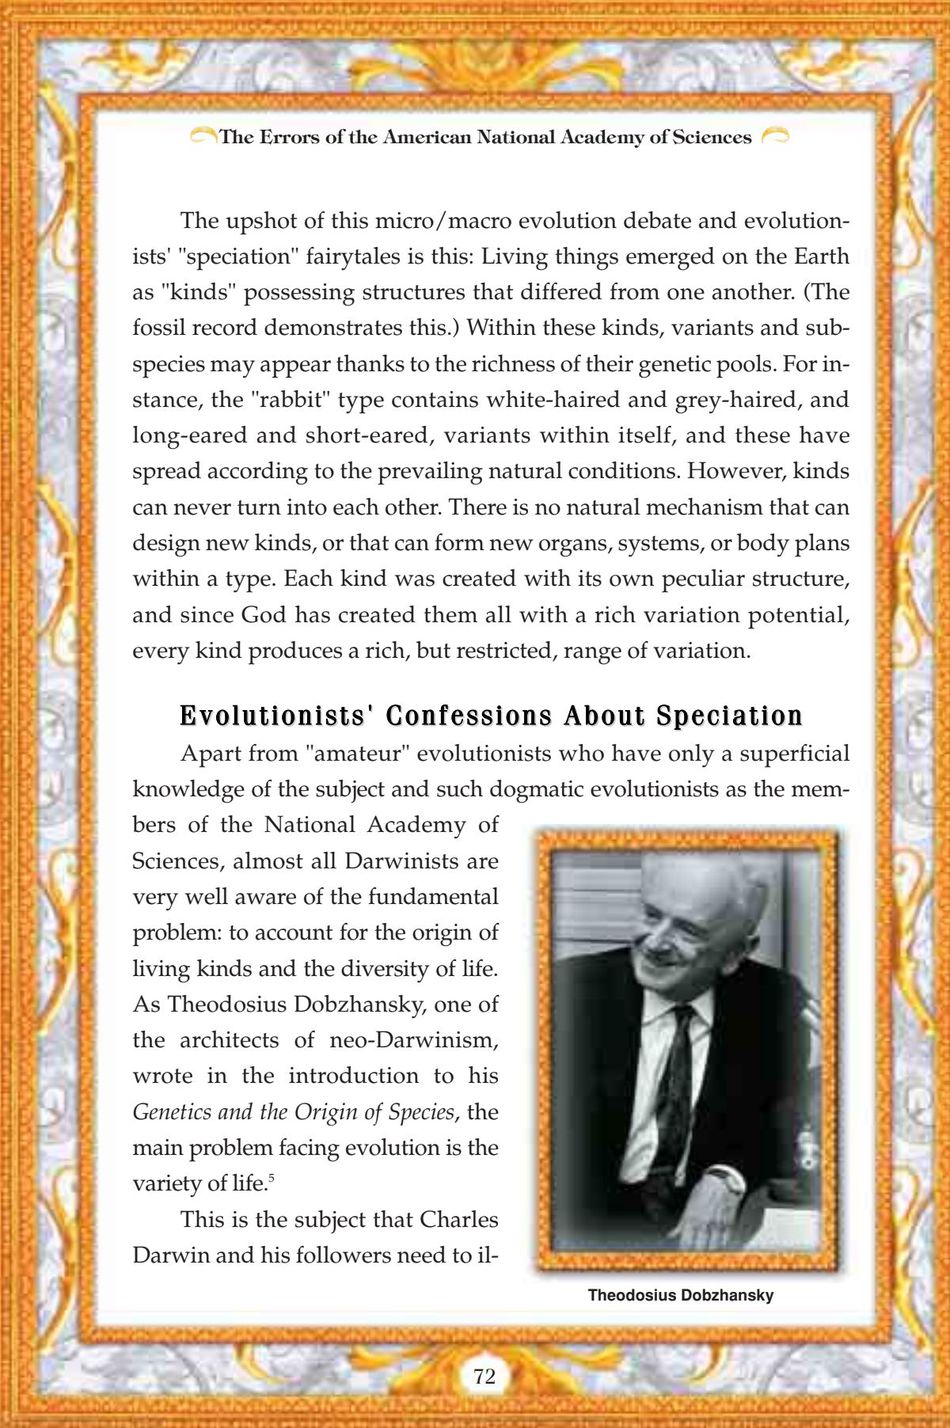 The Errors of the American National Academy of Sciences
The upshot of this micro/macro evolution debate and evolution-
ists' "speciation" fairytales is this: Living things emerged on the Earth
as "kinds" possessing structures that differed from one another. (The
fossil record demonstrates this.) Within these kinds, variants and sub-
species may appear thanks to the richness of their genetic pools. For in-
stance, the "rabbit" type contains white-haired and grey-haired, and
long-eared and short-eared, variants within itself, and these have
spread according to the prevailing natural conditions. However, kinds
can never turn into each other. There is no natural mechanism that can
design new kinds, or that can form new organs, systems, or body plans
within a type. Each kind was created with its own peculiar structure,
and since God has created them all with a rich variation potential,
every kind produces a rich, but restricted, range of variation.
Evolutionists' Confessions About Speciation
Apart from "amateur" evolutionists who have only a superficial
knowledge of the subject and such dogmatic evolutionists as the mem-
bers of the National Academy of
Sciences, almost all Darwinists are
very well aware of the fundamental
problem: to account for the origin of
living kinds and the diversity of life.
As Theodosius Dobzhansky, one of
the architects of neo-Darwinism,
wrote in the introduction to his
Genetics and the Origin of Species, the
main problem facing evolution is the
variety of life.5
This is the subject that Charles
Darwin and his followers need to il-
Theodosius Dobzhansky
72